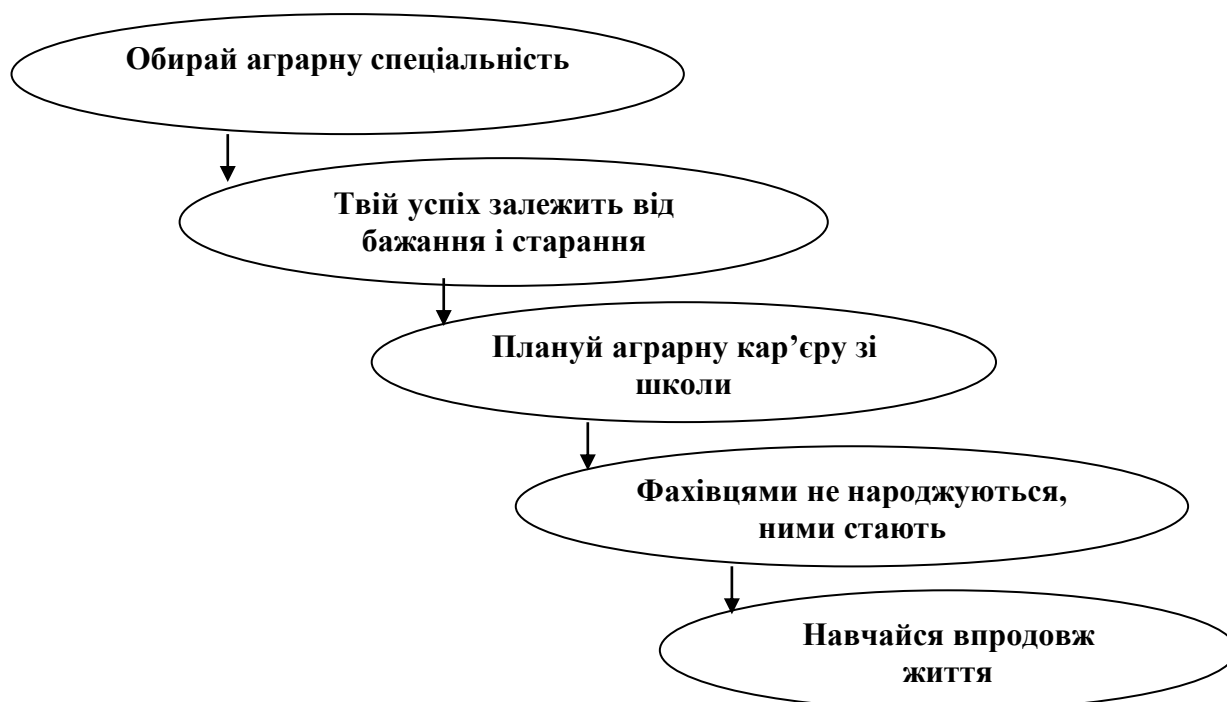 Обирай аграрну спеціальність
Твій успіх залежить від
бажання і старання
Плануй аграрну кар’єру зі
школи
Фахівцями не народжуються,
ними стають
Навчайся впродовж
життя